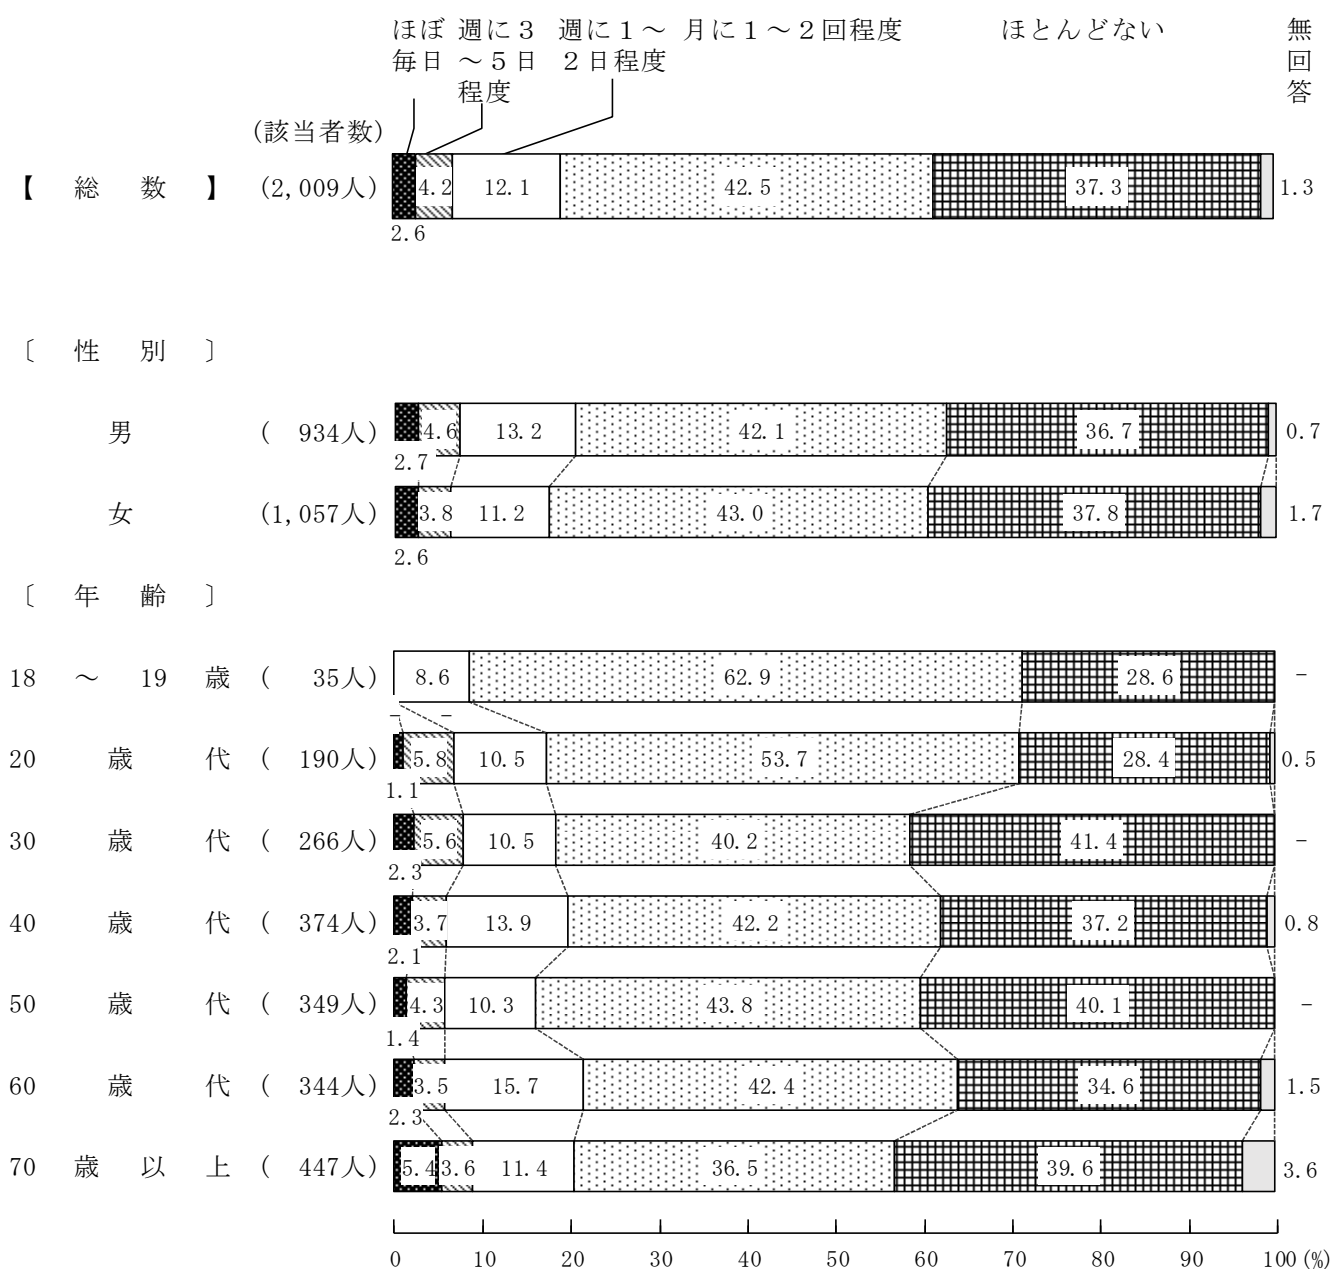 ほぼ 週に３ 週に１～ 月に１～２回程度 ほとんどない 無
毎日 ～５日 ２日程度 回
程度 答
(該当者数)
【 総 数 】 (2,009人) 4.2 12.1 42.5 37.3 1.3
2.6
〔 性 別 〕
男 ( 934人) 4.6 13.2 42.1 36.7 0.7
2.7
女 (1,057人) 3.8 11.2 43.0 37.8 1.7
2.6
〔 年 齢 〕
18 ～ 19 歳 ( 35人) 8.6 62.9 28.6 －
－ －
20 歳 代 ( 190人) 5.8 10.5 53.7 28.4 0.5
1.1
30 歳 代 ( 266人) 5.6 10.5 40.2 41.4 －
2.3
40 歳 代 ( 374人) 3.7 13.9 42.2 37.2 0.8
2.1
50 歳 代 ( 349人) 4.3 10.3 43.8 40.1 －
1.4
60 歳 代 ( 344人) 3.5 15.7 42.4 34.6 1.5
2.3
70 歳 以 上 ( 447人) 5.4 3.6 11.4 36.5 39.6 3.6
0 10 20 30 40 50 60 70 80 90 100 (%)